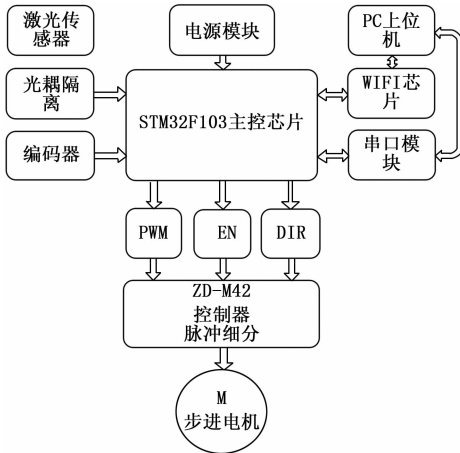 激光传
感器
电源模块
PC上位
机
光耦隔
离
STM32F103主控芯片
WIFI芯
片
编码器
串口模
块
PWM
EN
DIR
ZD-M42
控制器
脉冲细分
M
步进电机